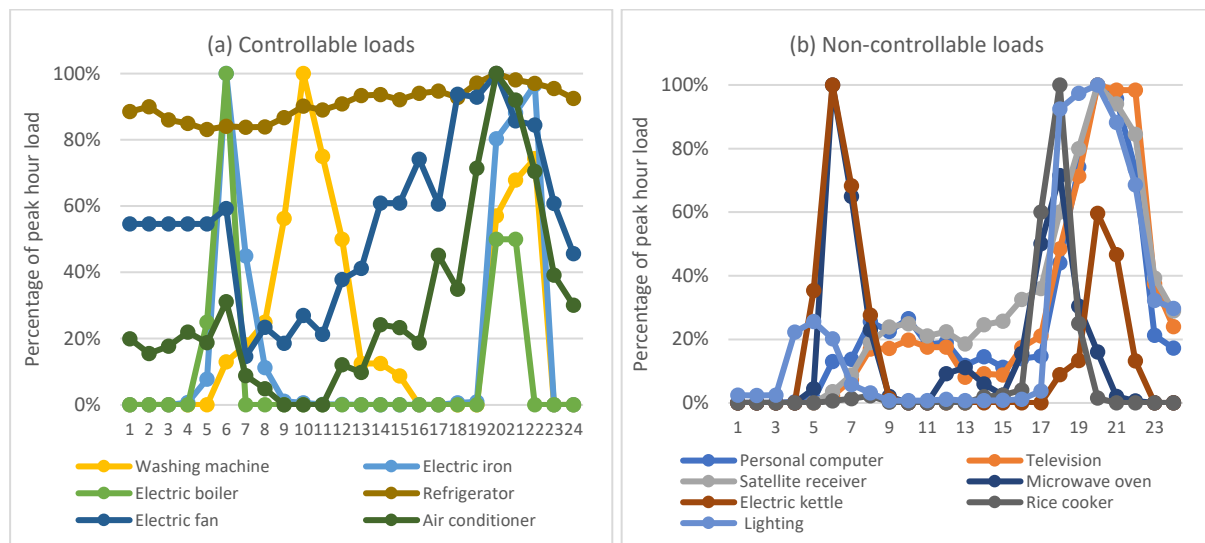 (a) Controllable loads
Percentage of peak hour load
100%
80%
60%
40%
20%
0%
1 2 3 4 5 6 7 8 9 10 11 12 13 14 15 16 17 18 19 20 21 22 23 24
Washing machine Electric iron
Electric boiler Refrigerator
Electric fan Air conditioner
(b) Non-controllable loads
Percentage of peak hour load
100%
80%
60%
40%
20%
0%
1 3 5 7 9 11 13 15 17 19 21 23
Personal computer Television
Satellite receiver Microwave oven
Electric kettle Rice cooker
Lighting